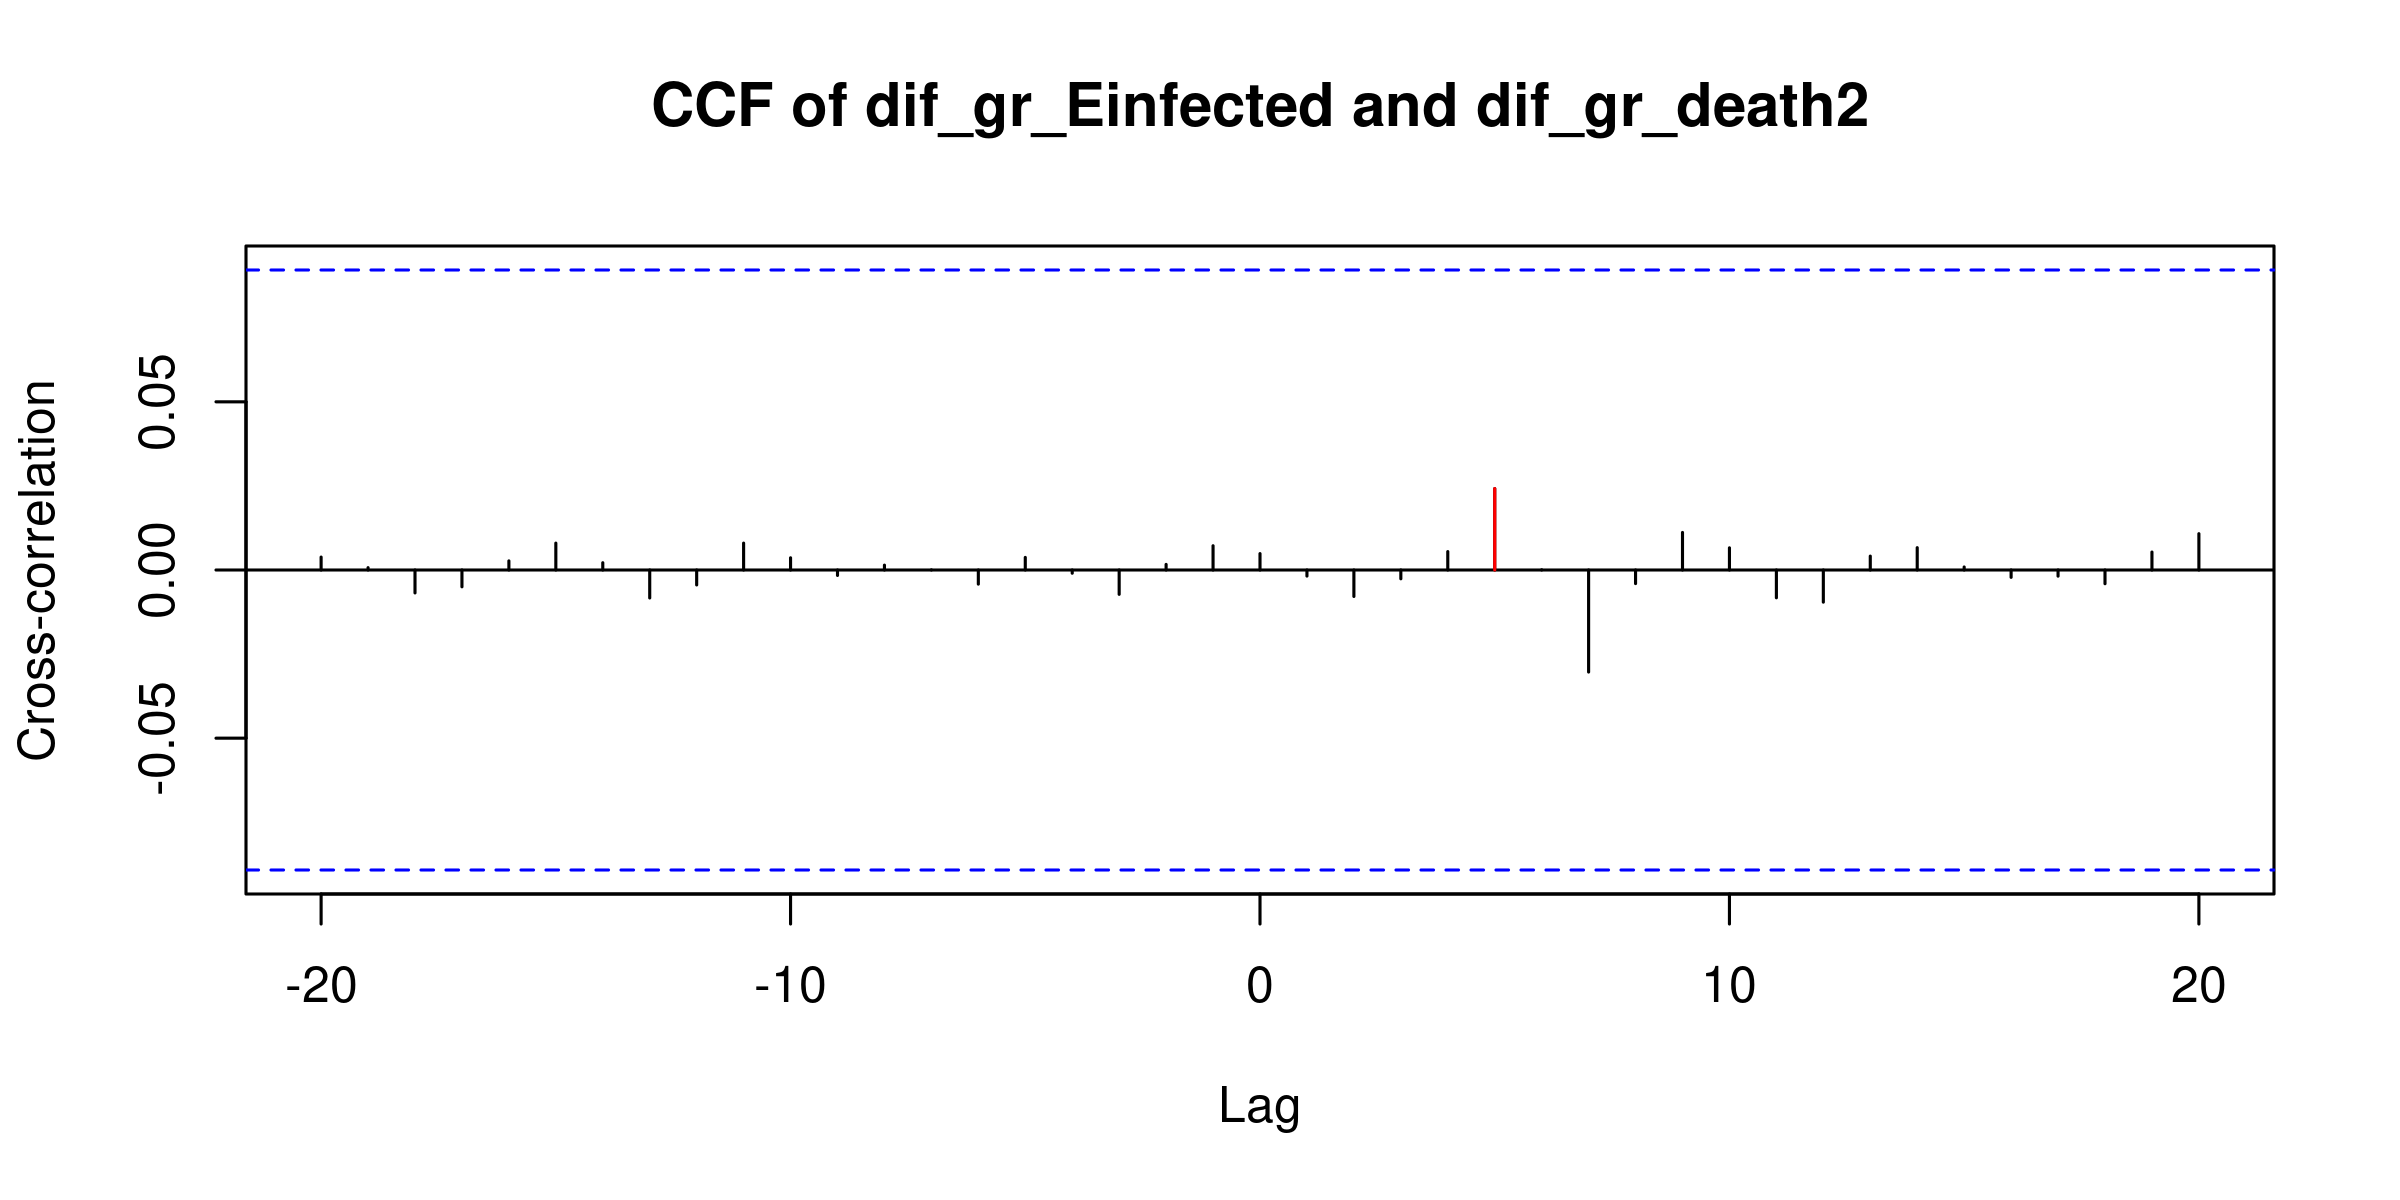 CCF of dif_gr_Einfected and dif_gr_death2
Cross-correlation
0.05
0.00
-0.05
-20 -10 0 10 20
Lag